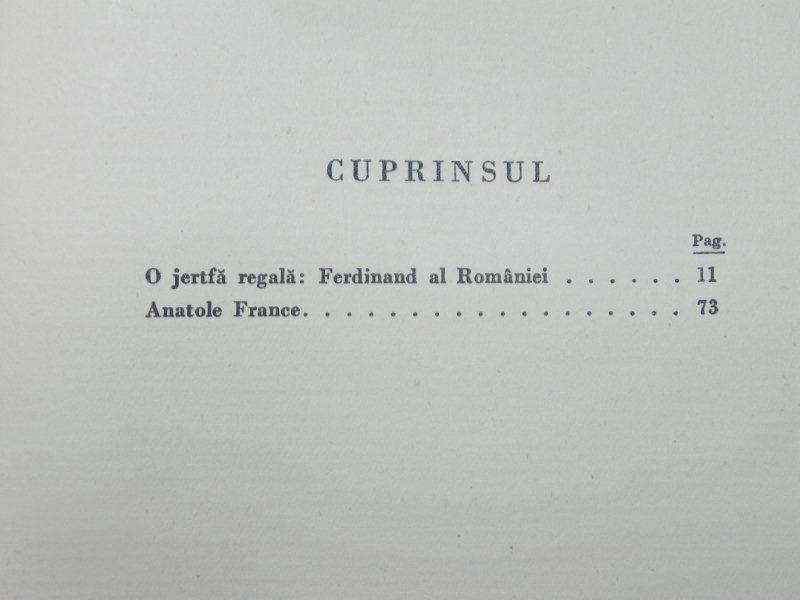 CUPRINSUL
Pag.
O jertfă regală: Ferdinand al României . . . . . . 11
Anatole France. . . . . . . . . . . . . . . . . . 73